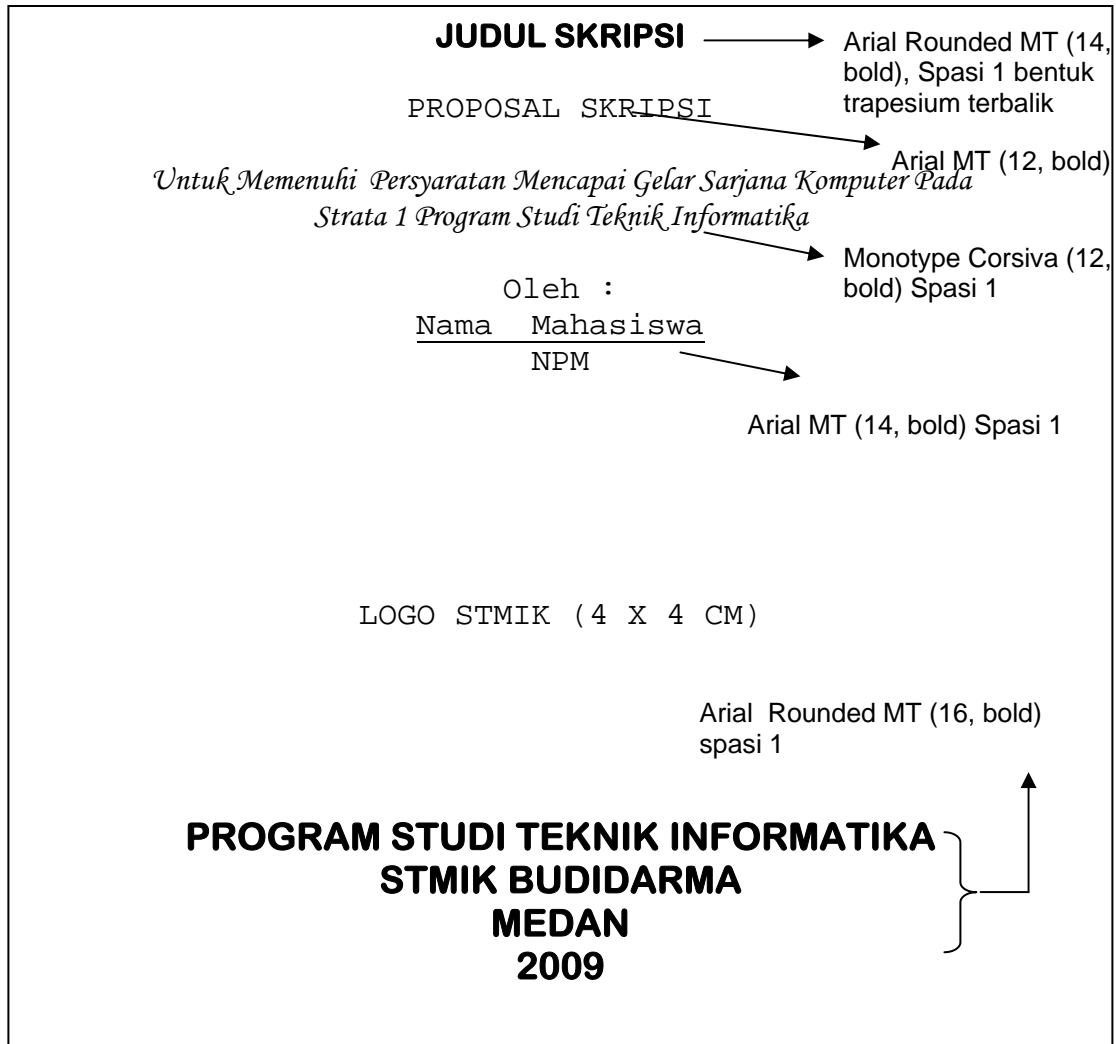 JUDUL SKRIPSI
Arial Rounded MT (14,
bold), Spasi 1 bentuk
trapesium terbalik
PROPOSAL SKRIPSI
Arial MT (12, bold)
Untuk Memenuhi Persyaratan Mencapai Gelar Sarjana Komputer Pada
Strata 1 Program Studi Teknik Informatika
Monotype Corsiva (12,
bold) Spasi 1
Oleh :
Nama Mahasiswa
NPM
Arial MT (14, bold) Spasi 1
LOGO STMIK (4 X 4 CM)
Arial Rounded MT (16, bold)
spasi 1
PROGRAM STUDI TEKNIK INFORMATIKA
STMIK BUDIDARMA
MEDAN
2009